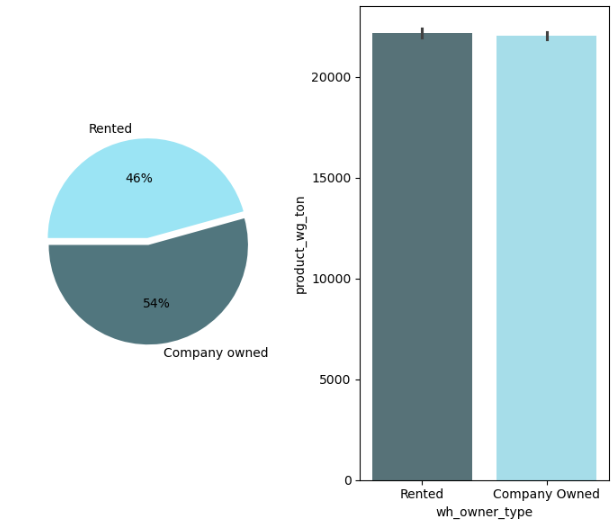 Rented
46%
54%
Company owned
product_wg_ton
20000
15000
10000
5000
0
Rented
Company Owned
wh_owner_type